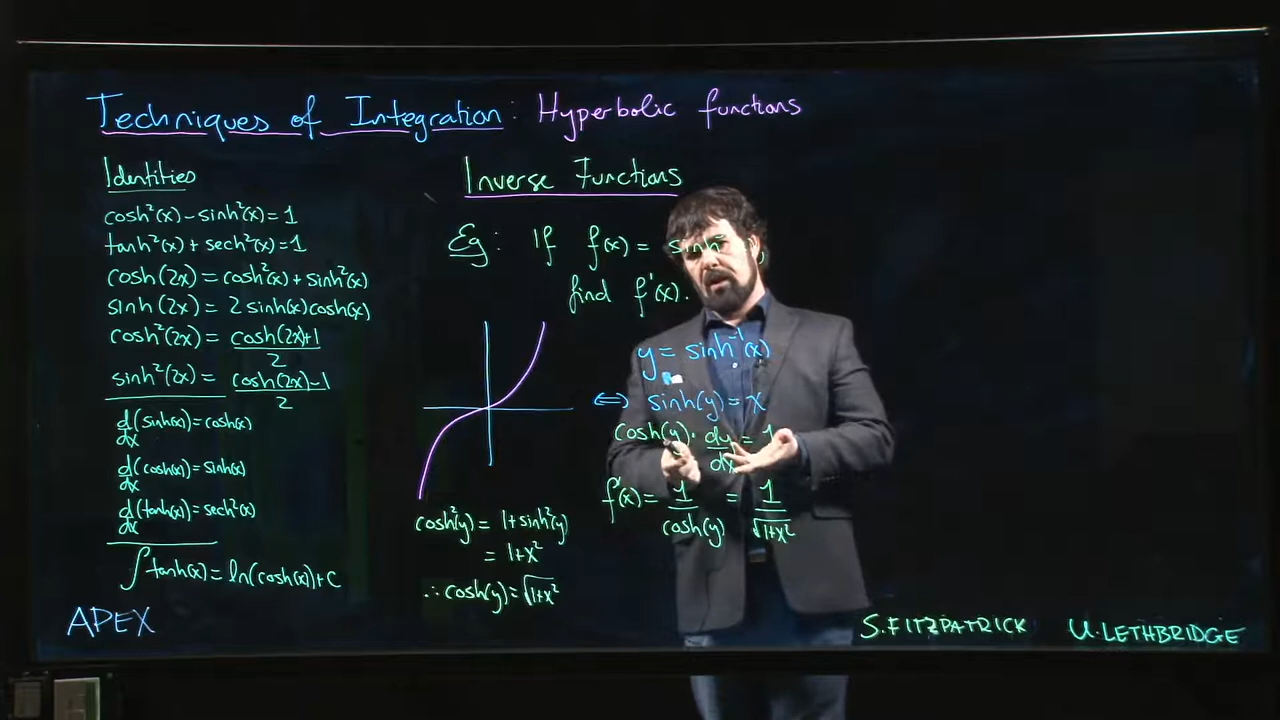 Techniques of Integration: Hyperbolic functions
Identities
cosh²(x) – sinh²(x) = 1
tanh²(x) + sech²(x) = 1
cosh(2x) = cosh²(x) + sinh²(x)
sinh(2x) = 2 sinh(x)cosh(x)
cosh²(2x) = cosh(2x)+1 / 2
sinh²(2x) = cosh(2x)–1 / 2
d/dx (sinh(x)) = cosh(x)
d/dx (cosh(x)) = sinh(x)
d/dx (tanh(x)) = sech²(x)
∫ tanh(x) = ln(cosh(x)) + C
APEX
Inverse Functions
Eg: If f(x) = sinh
find f'(x).
y = sinh⁻¹(x)
⇔ sinh(y) = x
cosh(y) · dy/dx = 1
f'(x) = 1/cosh(y) = 1/√1+x²
cosh²(y) = 1+sinh²(y)
= 1+x²
∴ cosh(y) = √1+x²
S. FITZPATRICK U. LETHBRIDGE